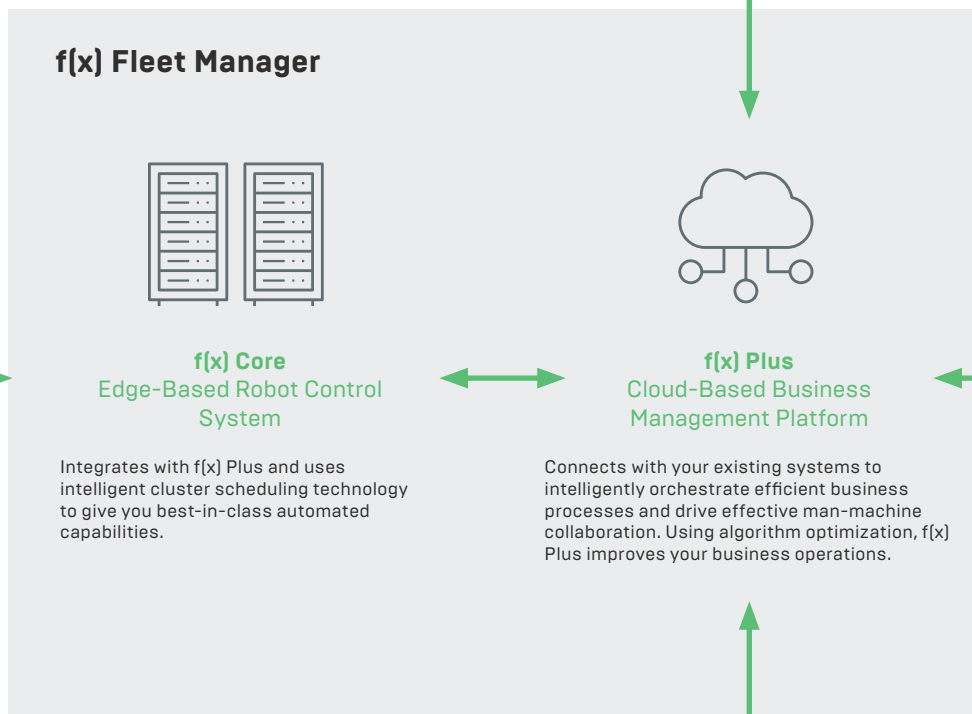 f(x) Fleet Manager
f(x) Core
Edge-Based Robot Control
System
Integrates with f(x) Plus and uses
intelligent cluster scheduling technology
to give you best-in-class automated
capabilities.
f(x) Plus
Cloud-Based Business
Management Platform
Connects with your existing systems to
intelligently orchestrate efficient business
processes and drive effective man-machine
collaboration. Using algorithm optimization, f(x)
Plus improves your business operations.